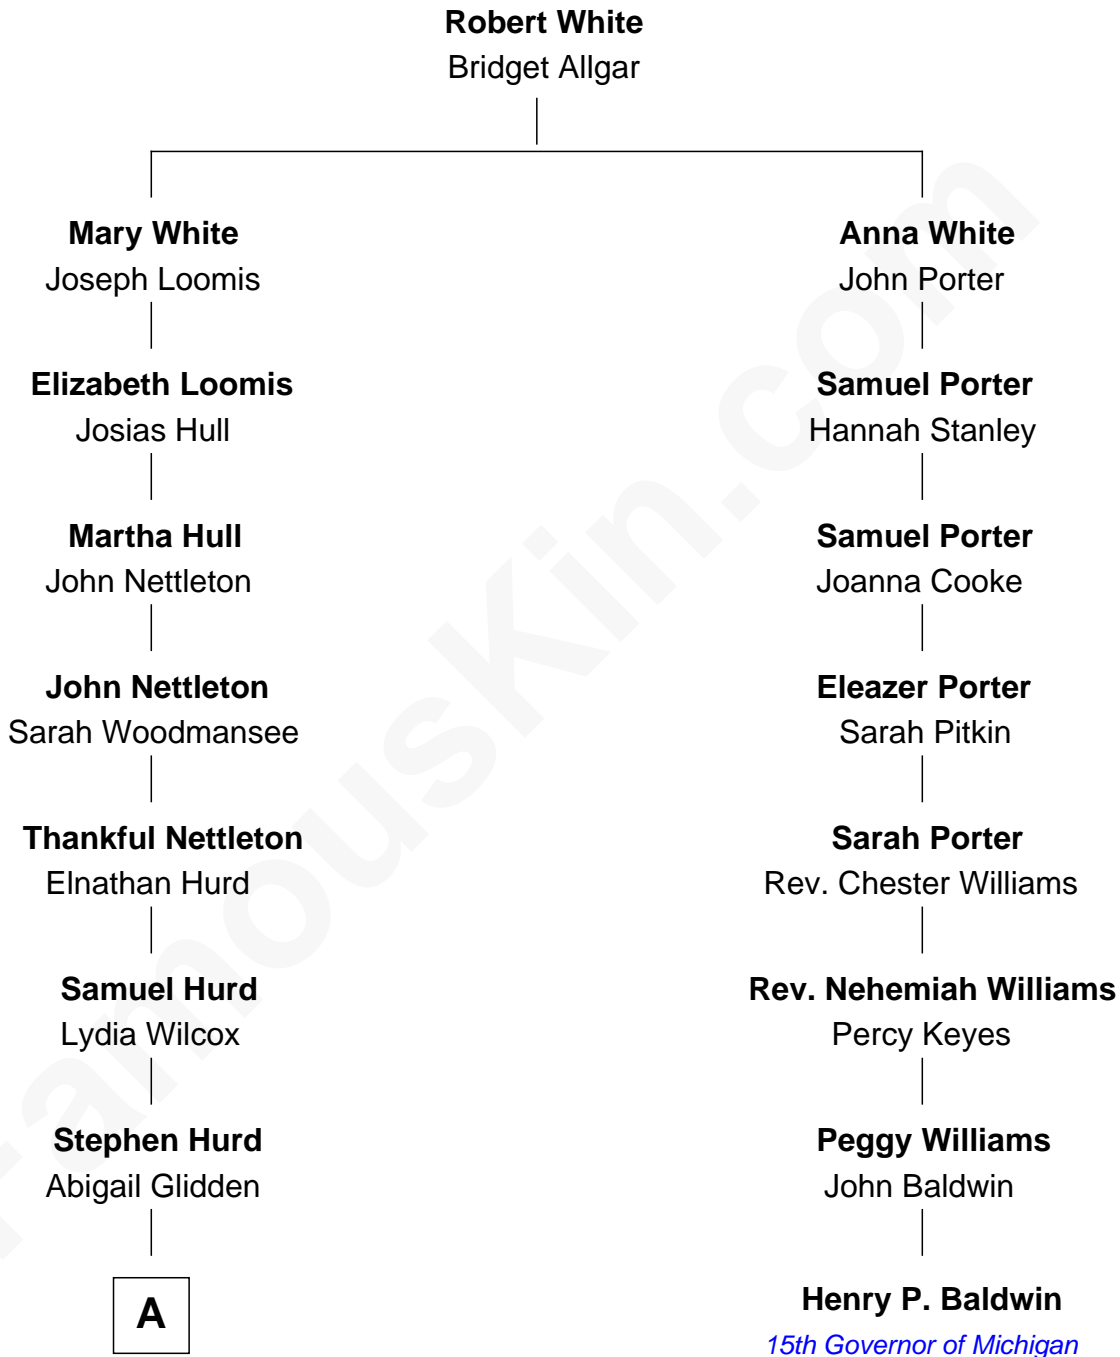 Robert White
Bridget Allgar
Mary White
Joseph Loomis
Elizabeth Loomis
Josias Hull
Martha Hull
John Nettleton
John Nettleton
Sarah Woodmansee
Thankful Nettleton
Elnathan Hurd
Samuel Hurd
Lydia Wilcox
Stephen Hurd
Abigail Glidden
A
Anna White
John Porter
Samuel Porter
Hannah Stanley
Samuel Porter
Joanna Cooke
Eleazer Porter
Sarah Pitkin
Sarah Porter
Rev. Chester Williams
Rev. Nehemiah Williams
Percy Keyes
Peggy Williams
John Baldwin
Henry P. Baldwin
15th Governor of Michigan
FamousKin.com